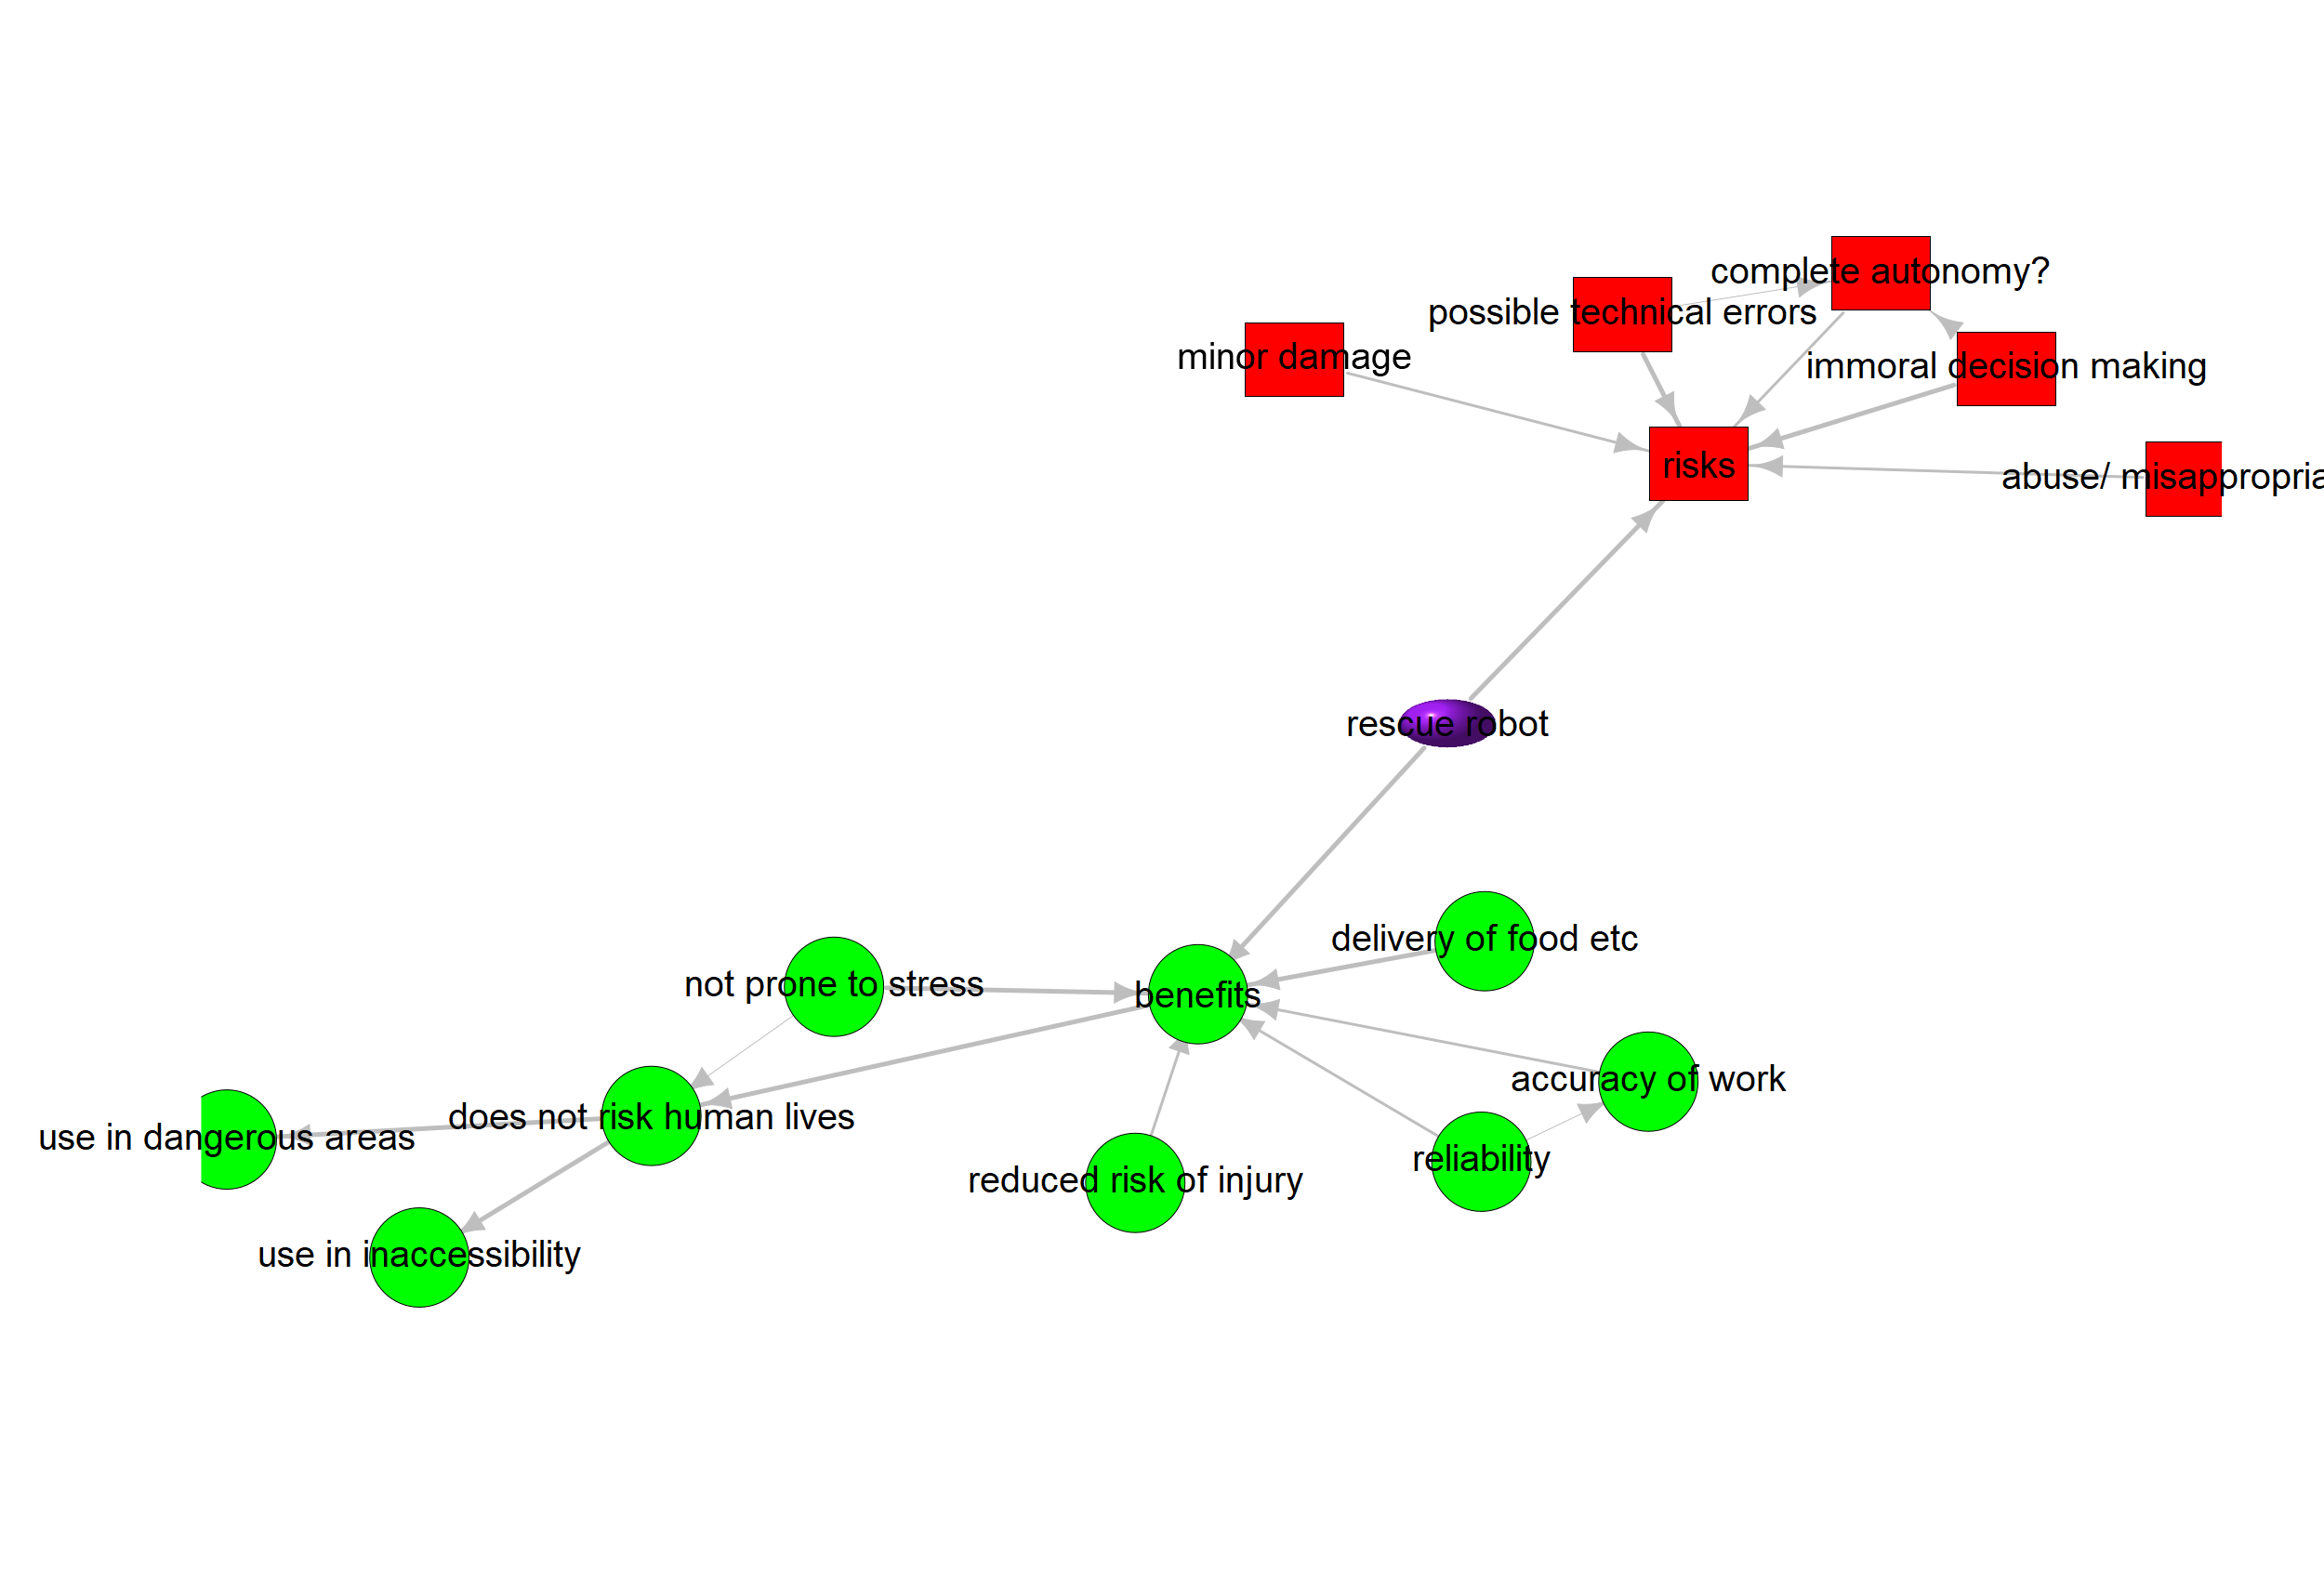 complete autonomy?
possible technical errors
minor damage
immoral decision making
risks
abuse/ misappropria
rescue robot
delivery of food etc
not prone to stress
benefits
accuracy of work
does not risk human lives
use in dangerous areas
reliability
reduced risk of injury
use in inaccessibility